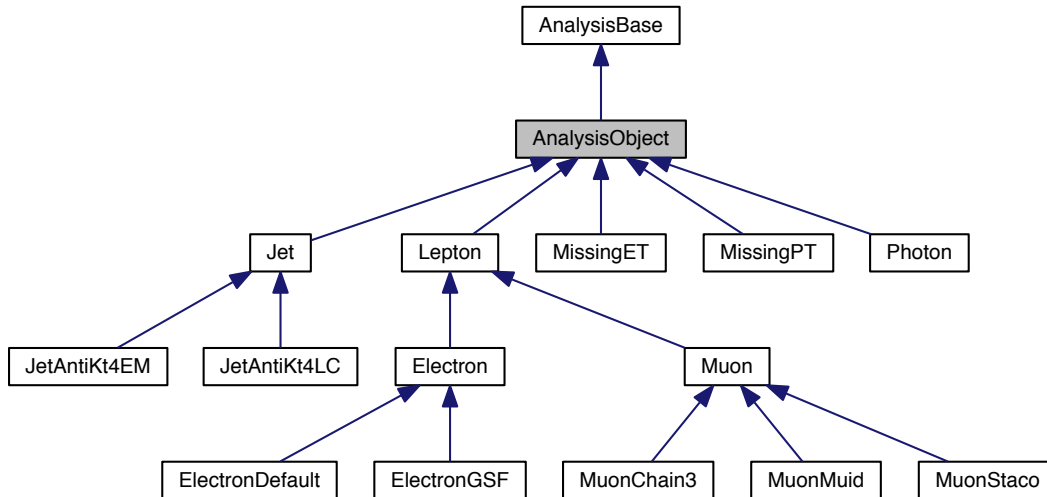 AnalysisBase
AnalysisObject
Jet
Lepton
MissingET
MissingPT
Photon
JetAntiKt4EM
JetAntiKt4LC
Electron
Muon
ElectronDefault
ElectronGSF
MuonChain3
MuonMuid
MuonStaco